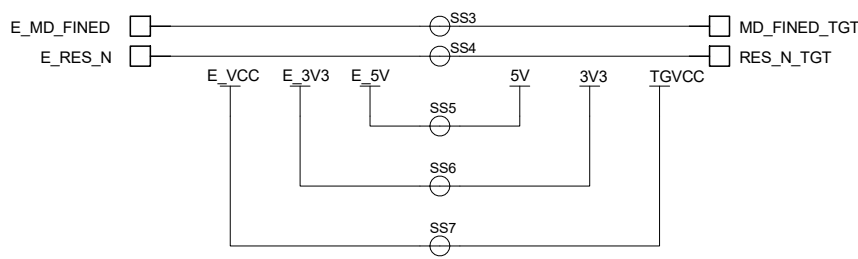 E_MD_FINED SS3 MD_FINED_TGT
E_RES_N SS4 RES_N_TGT
E_VCC E_3V3 E_5V 5V 3V3 TGVCC
SS5
SS6
SS7